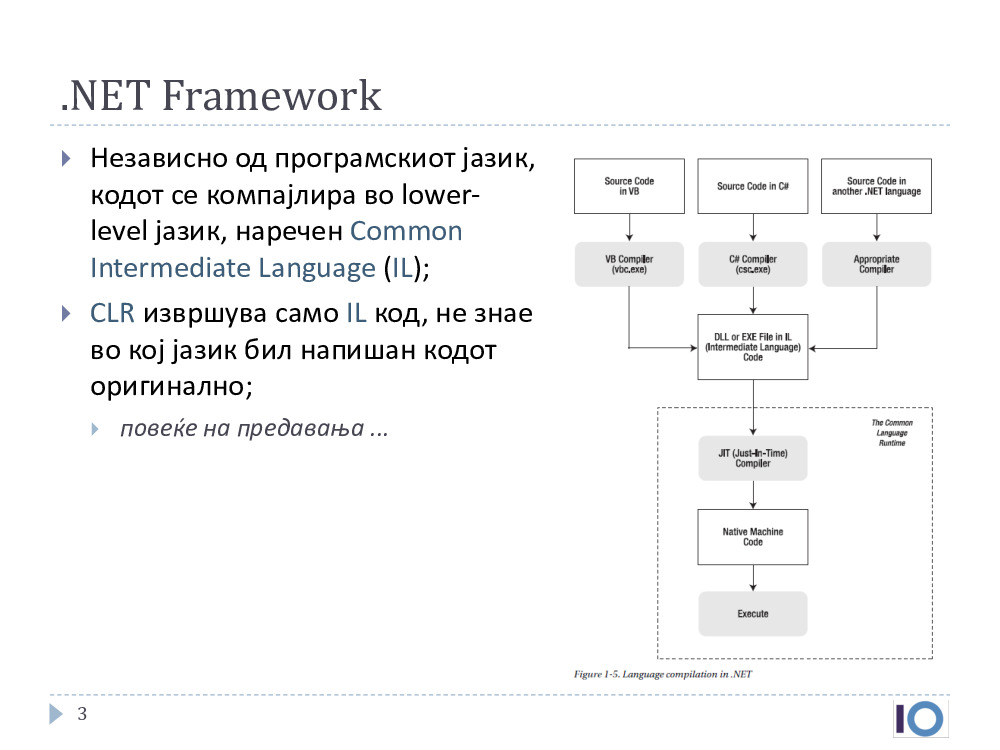 .NET Framework
Независно од програмскиот јазик,
кодот се компајлира во lower-
level јазик, наречен Common
Intermediate Language (IL);
CLR извршува само IL код, не знае
во кој јазик бил напишан кодот
оригинално;
повеќе на предавања ...
Source Code
in VB
Source Code in C#
Source Code in
another .NET language
VB Compiler
(vbc.exe)
C# Compiler
(csc.exe)
Appropriate
Compiler
DLL or EXE File in IL
(Intermediate Language)
Code
The Common
Language
Runtime
JIT (Just-In-Time)
Compiler
Native Machine
Code
Execute
Figure 1-5. Language compilation in .NET
3
IO